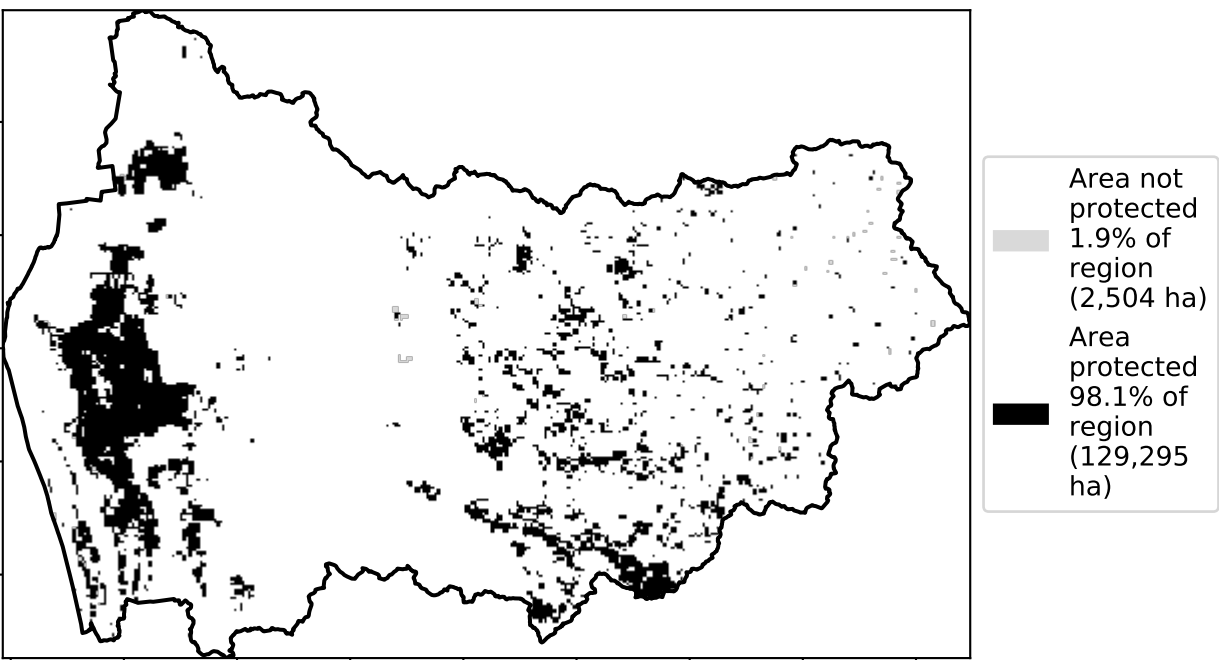 Area not
protected
1.9% of
region
(2,504 ha)
Area
protected
98.1% of
region
(129,295
ha)